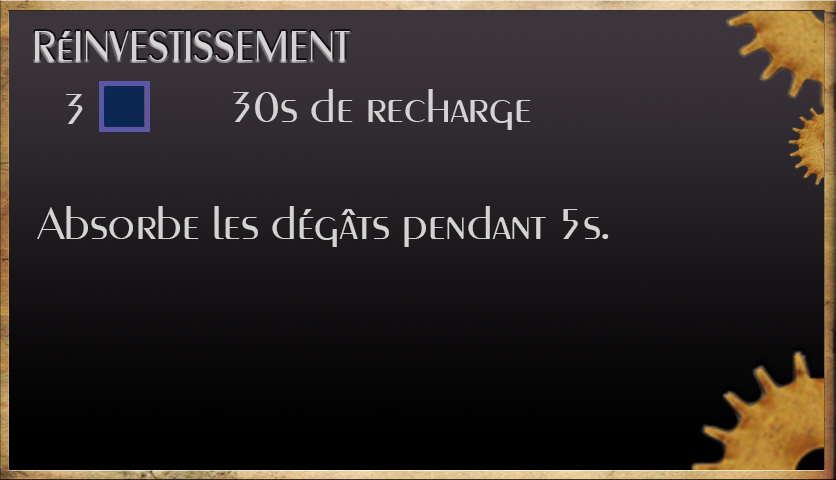 RÉINVESTISSEMENT
3 30s de recharge
Absorbe les dégâts pendant 5s.